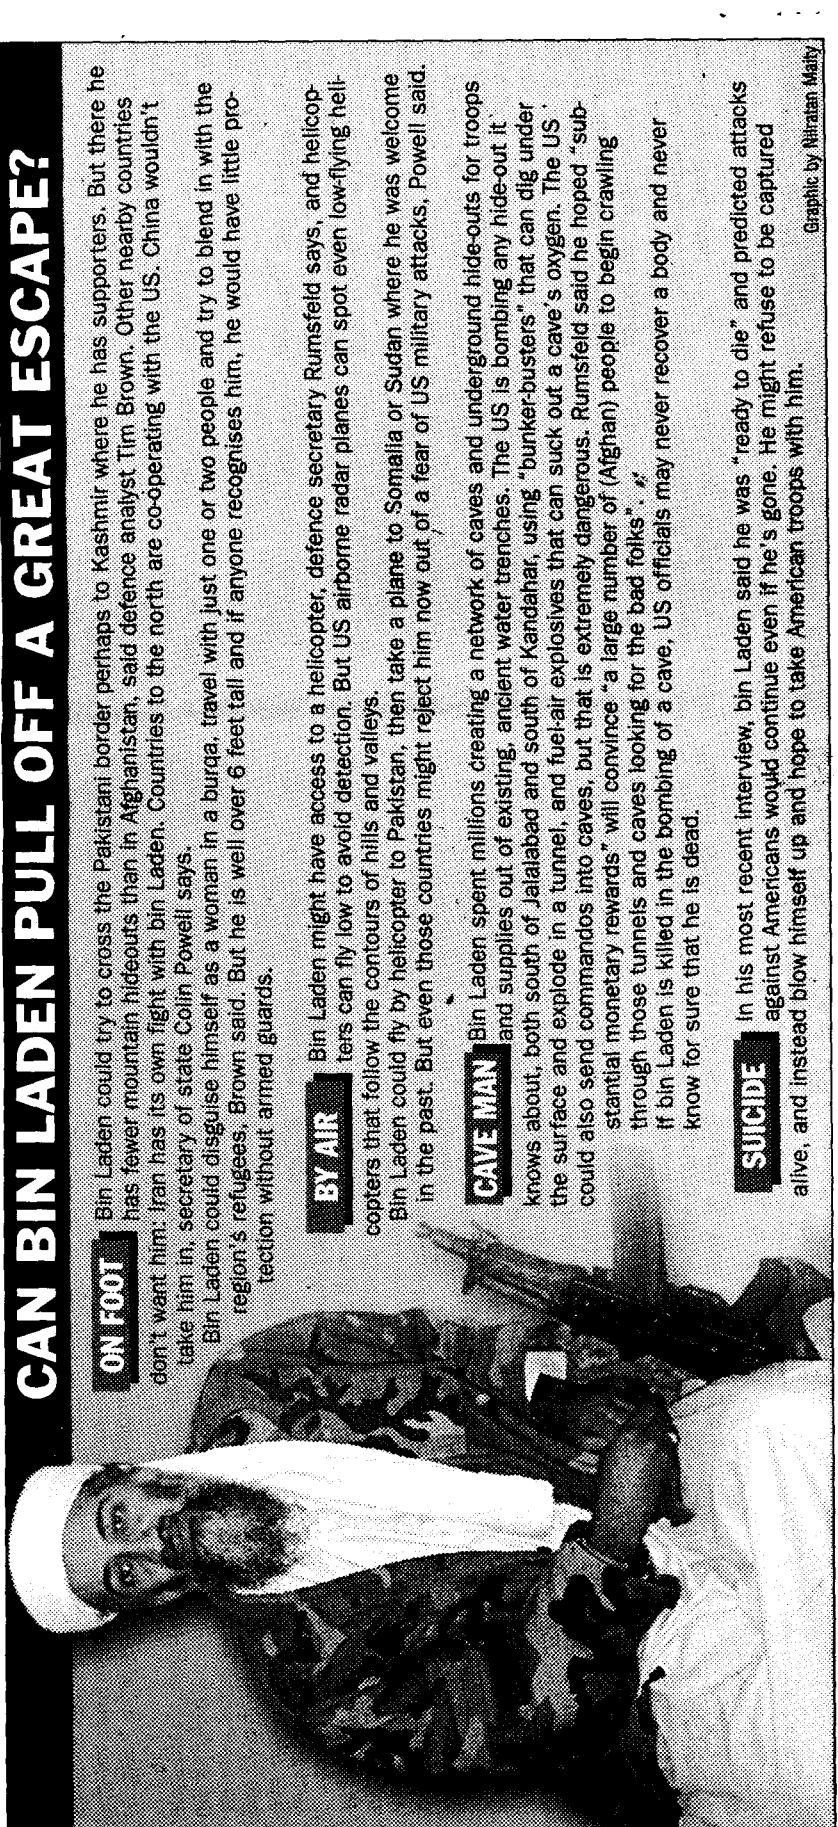 CAN BIN LADEN PULL OFF A GREAT ESCAPE?
ON FOOT
Bin Laden could try to cross the Pakistani border perhaps to Kashmir where he has supporters. But there he
has fewer mountain hideouts than in Afghanistan, said defence analyst Tim Brown. Other nearby countries
don't want him: Iran has its own fight with bin Laden. Countries to the north are co-operating with the US. China wouldn't
take him in, secretary of state Colin Powell says.
Bin Laden could disguise himself as a woman in a burqa, travel with just one or two people and try to blend in with the
region's refugees, Brown said. But he is well over 6 feet tall and if anyone recognises him, he would have little pro-
tection without armed guards.
BY AIR
Bin Laden might have access to a helicopter, defence secretary Rumsfeld says, and helicop-
ters can fly low to avoid detection. But US airborne radar planes can spot even low-flying heli-
copters that follow the contours of hills and valleys.
Bin Laden could fly by helicopter to Pakistan, then take a plane to Somalia or Sudan where he was welcome
in the past. But even those countries might reject him now out of a fear of US military attacks, Powell said.
CAVE MAN
Bin Laden spent millions creating a network of caves and underground hide-outs for troops
and supplies out of existing, ancient water trenches. The US is bombing any hide-out it
knows about, both south of Jalalabad and south of Kandahar, using "bunker-busters" that can dig under
the surface and explode in a tunnel, and fuel-air explosives that can suck out a cave's oxygen. The US
could also send commandos into caves, but that is extremely dangerous. Rumsfeld said he hoped "sub-
stantial monetary rewards" will convince "a large number of (Afghan) people to begin crawling
through those tunnels and caves looking for the bad folks".
If bin Laden is killed in the bombing of a cave, US officials may never recover a body and never
know for sure that he is dead.
SUICIDE
In his most recent interview, bin Laden said he was "ready to die" and predicted attacks
against Americans would continue even if he's gone. He might refuse to be captured
alive, and instead blow himself up and hope to take American troops with him.
Graphic by Nilratan Maity